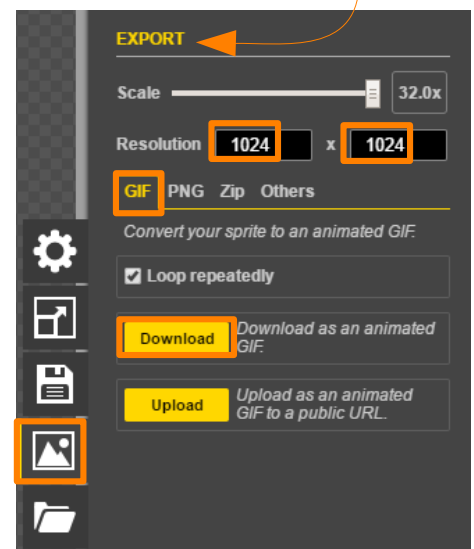 EXPORT
Scale 32.0x
Resolution 1024 x 1024
GIF PNG Zip Others
Convert your sprite to an animated GIF.
Loop repeatedly
Download
Download as an animated
GIF.
Upload
Upload as an animated
GIF to a public URL.